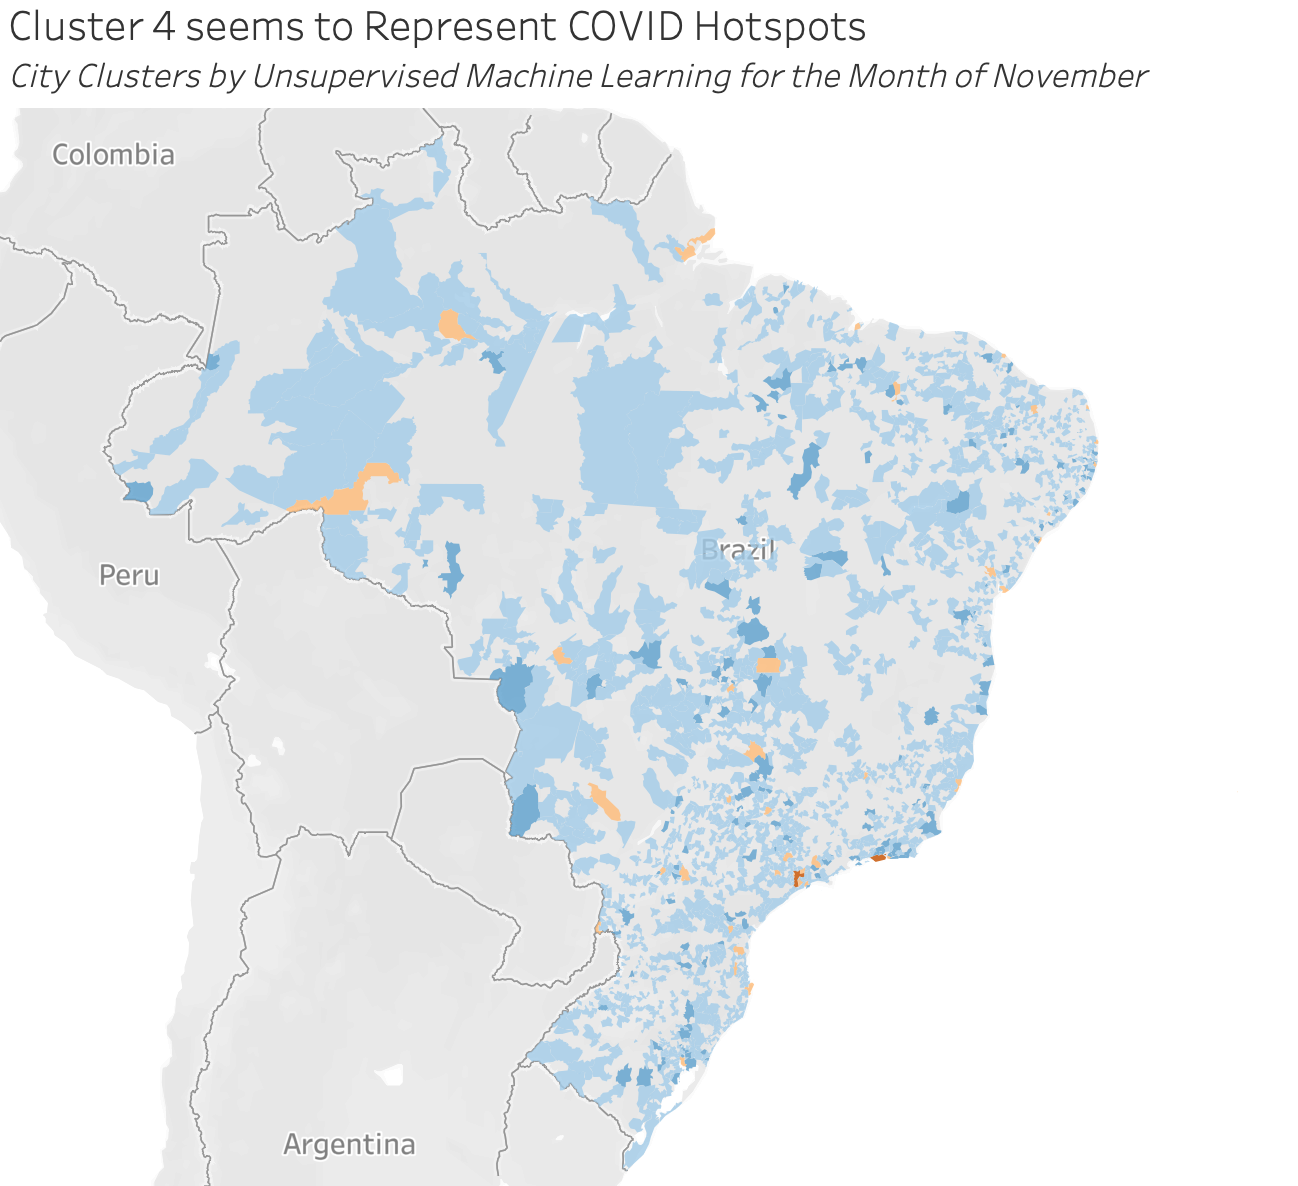 Cluster 4 seems to Represent COVID Hotspots
City Clusters by Unsupervised Machine Learning for the Month of November
Colombia
Brazil
Peru
Argentina